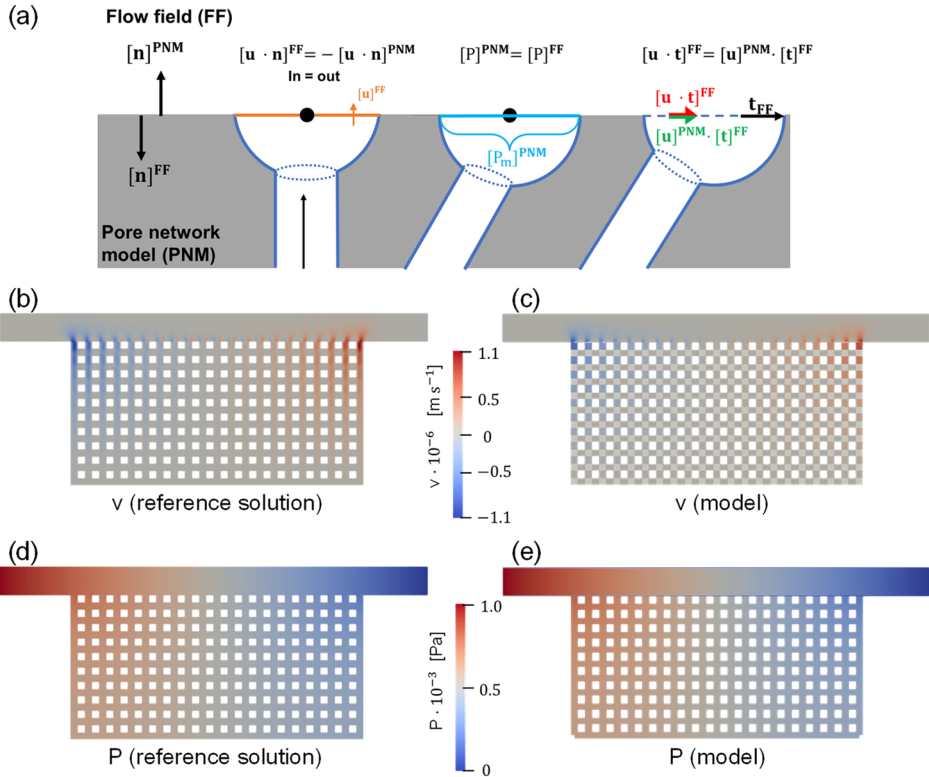 (a)
Flow field (FF)
[n]^PNM
[u · n]^FF = − [u · n]^PNM
In = out
[P]^PNM = [P]^FF
[u · t]^FF = [u]^PNM · [t]^FF
[u]^FF
[u · t]^FF
t_FF
[u]^PNM · [t]^FF
[P_m]^PNM
[n]^FF
Pore network
model (PNM)
(b)
(c)
v · 10^−6 [m s^−1]
1.1
0.5
0
−0.5
−1.1
v (reference solution)
v (model)
(d)
(e)
P · 10^−3 [Pa]
1.0
0.5
0
P (reference solution)
P (model)